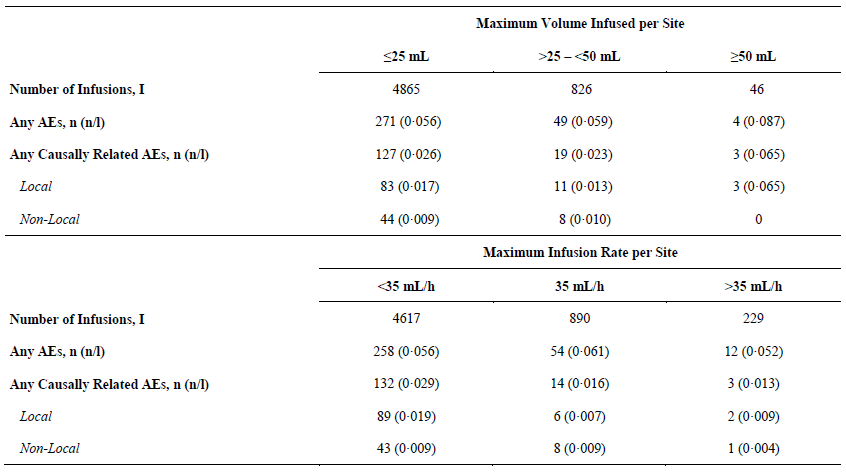 Maximum Volume Infused per Site
≤25 mL >25 – <50 mL ≥50 mL
Number of Infusions, I 4865 826 46
Any AEs, n (n/l) 271 (0·056) 49 (0·059) 4 (0·087)
Any Causally Related AEs, n (n/l) 127 (0·026) 19 (0·023) 3 (0·065)
Local 83 (0·017) 11 (0·013) 3 (0·065)
Non-Local 44 (0·009) 8 (0·010) 0
Maximum Infusion Rate per Site
<35 mL/h 35 mL/h >35 mL/h
Number of Infusions, I 4617 890 229
Any AEs, n (n/l) 258 (0·056) 54 (0·061) 12 (0·052)
Any Causally Related AEs, n (n/l) 132 (0·029) 14 (0·016) 3 (0·013)
Local 89 (0·019) 6 (0·007) 2 (0·009)
Non-Local 43 (0·009) 8 (0·009) 1 (0·004)